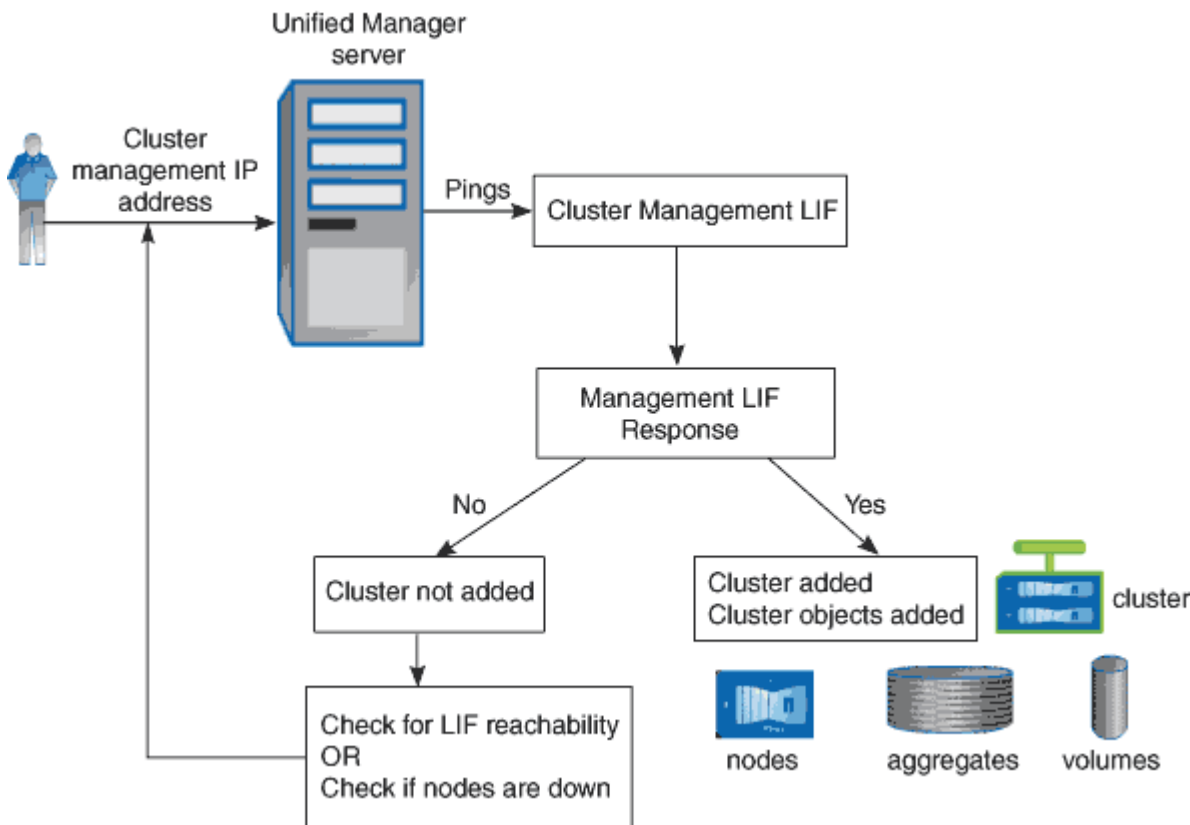 Unified Manager
server
Cluster
management IP
address
Pings
Cluster Management LIF
Management LIF
Response
No
Yes
Cluster not added
Cluster added
Cluster objects added
cluster
Check for LIF reachability
OR
Check if nodes are down
nodes
aggregates
volumes